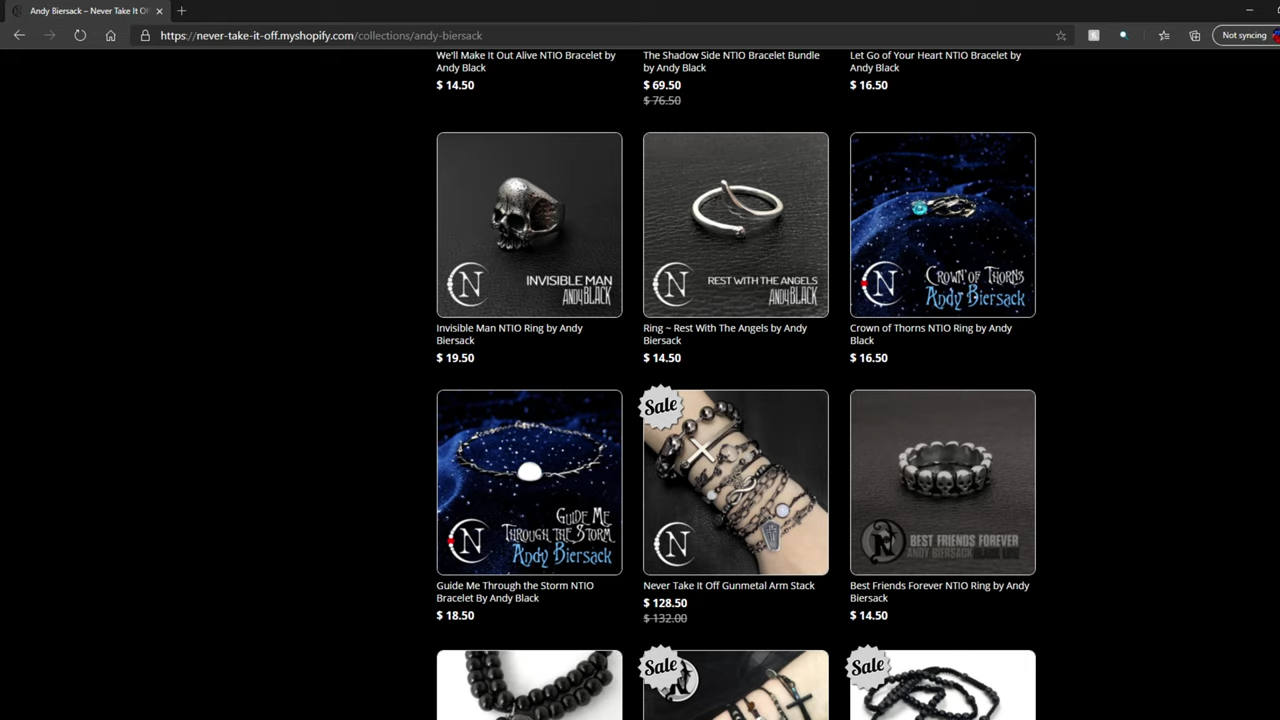 Andy Biersack – Never Take It Of
https://never-take-it-off.myshopify.com/collections/andy-biersack
Not syncing
We'll Make It Out Alive NTIO Bracelet by
Andy Black
$ 14.50
The Shadow Side NTIO Bracelet Bundle
by Andy Black
$ 69.50
$ 76.50
Let Go of Your Heart NTIO Bracelet by
Andy Black
$ 16.50
N
INVISIBLE MAN
ANDY BLACK
Invisible Man NTIO Ring by Andy
Biersack
$ 19.50
N
REST WITH THE ANGELS
ANDY BLACK
Ring ~ Rest With The Angels by Andy
Biersack
$ 14.50
N
CROWN OF THORNS
Andy Biersack
Crown of Thorns NTIO Ring by Andy
Black
$ 16.50
N
GUIDE ME
THROUGH THE STORM
Andy Biersack
Guide Me Through the Storm NTIO
Bracelet By Andy Black
$ 18.50
Sale
N
Never Take It Off Gunmetal Arm Stack
$ 128.50
$ 132.00
N
BEST FRIENDS FOREVER
ANDY BIERSACK
Best Friends Forever NTIO Ring by Andy
Biersack
$ 14.50
Sale
N
Sale